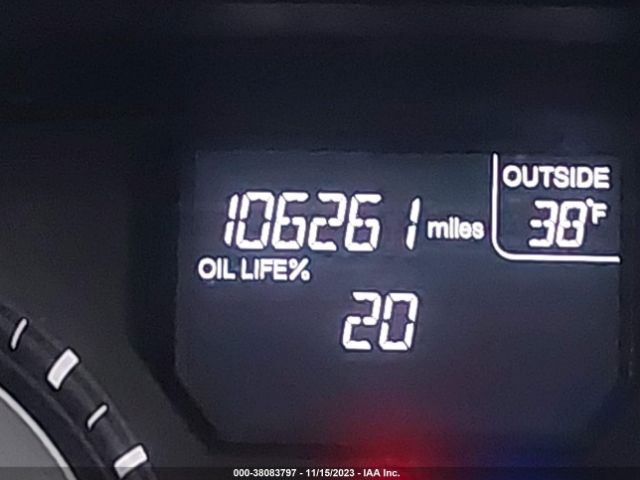 OUTSIDE
38°F
106261 miles
OIL LIFE%
20
000-38083797 - 11/15/2023 - IAA Inc.